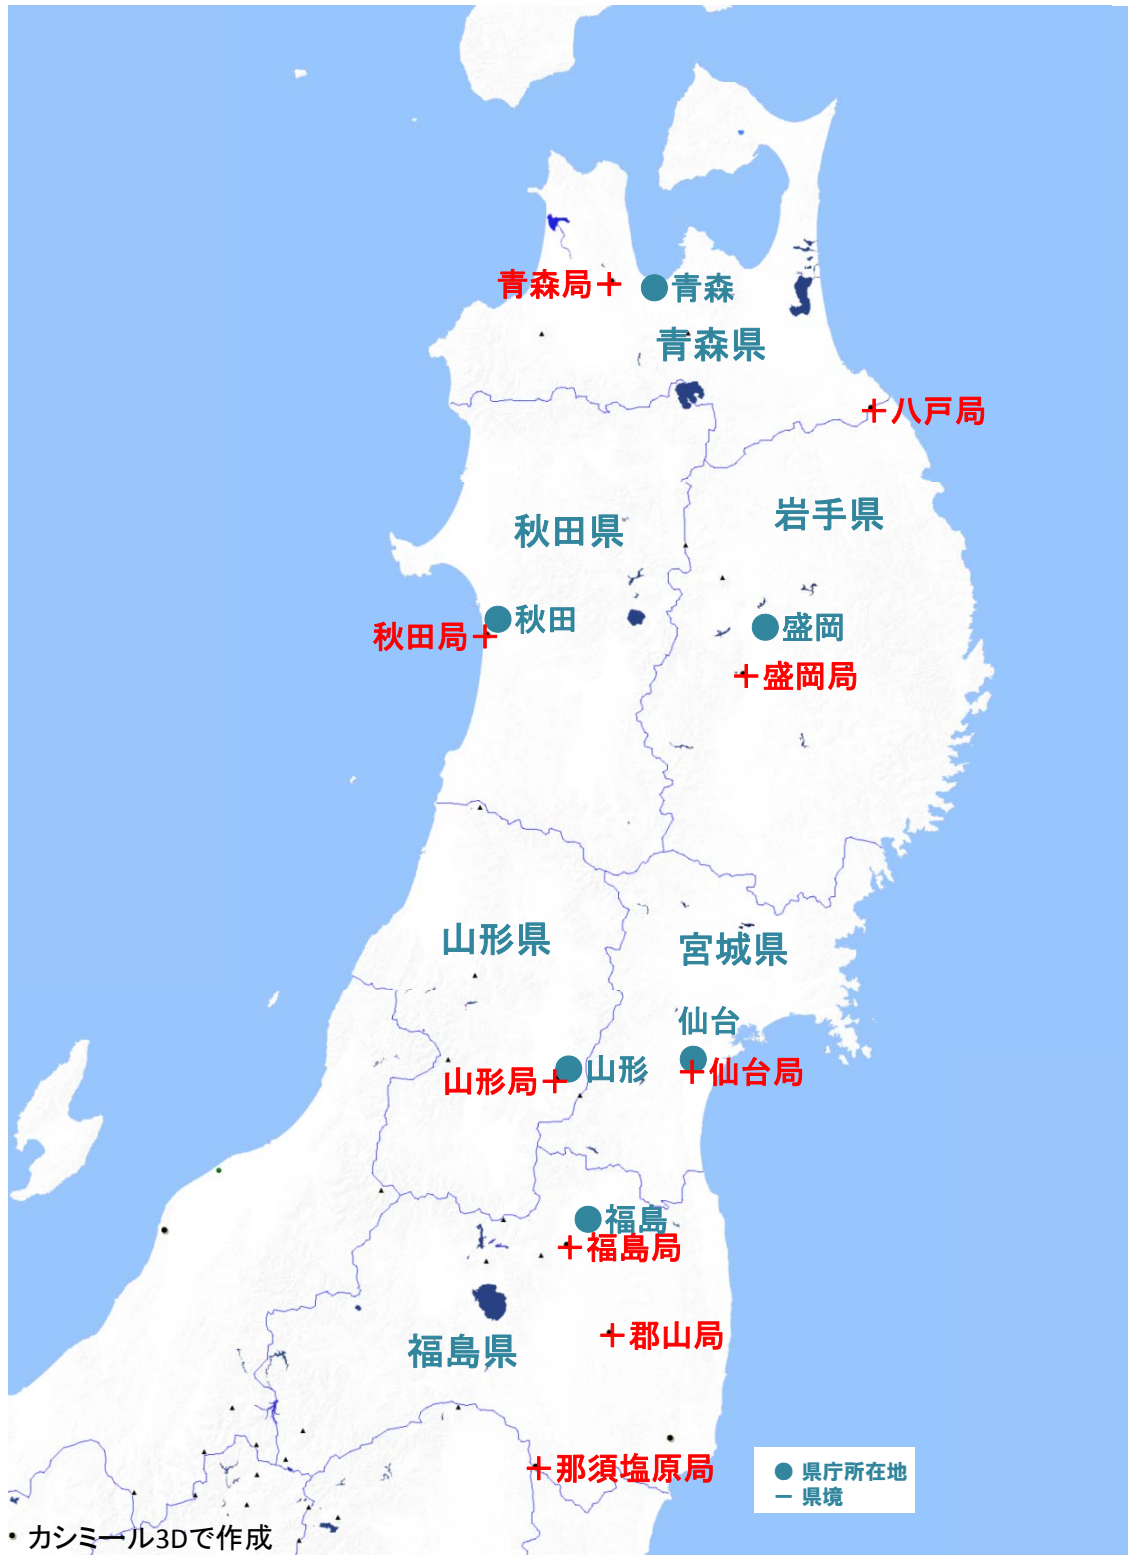 青森局
青森
青森県
八戸局
岩手県
秋田県
秋田
盛岡
秋田局
盛岡局
山形県
宮城県
仙台
山形
仙台局
山形局
福島
福島局
郡山局
福島県
那須塩原局
県庁所在地
県境
カシミール3Dで作成